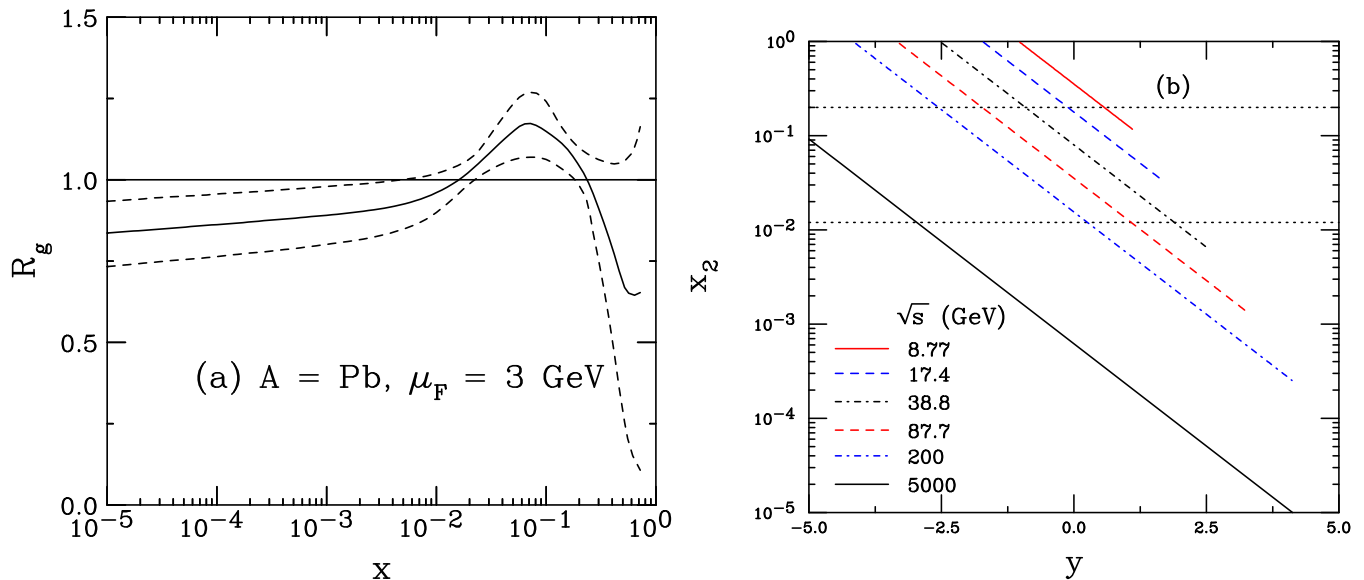 1.5
1.0
0.5
0.0
R_g
(a) A = Pb, μ_F = 3 GeV
10^-5 10^-4 10^-3 10^-2 10^-1 10^0
x
10^0
10^-1
10^-2
10^-3
10^-4
10^-5
x_2
(b)
√s (GeV)
8.77
17.4
38.8
87.7
200
5000
-5.0 -2.5 0.0 2.5 5.0
y